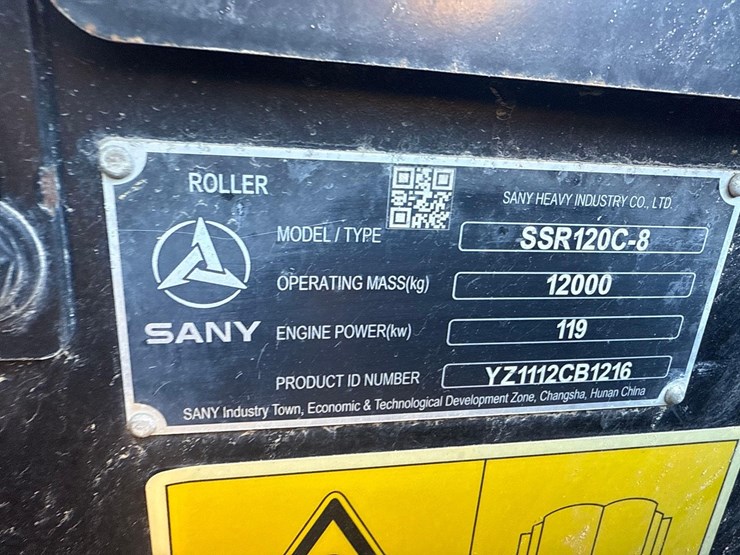 ROLLER
SANY HEAVY INDUSTRY CO., LTD.
MODEL / TYPE SSR120C-8
OPERATING MASS(kg) 12000
SANY
ENGINE POWER(kw) 119
PRODUCT ID NUMBER YZ1112CB1216
SANY Industry Town, Economic & Technological Development Zone, Changsha, Hunan China